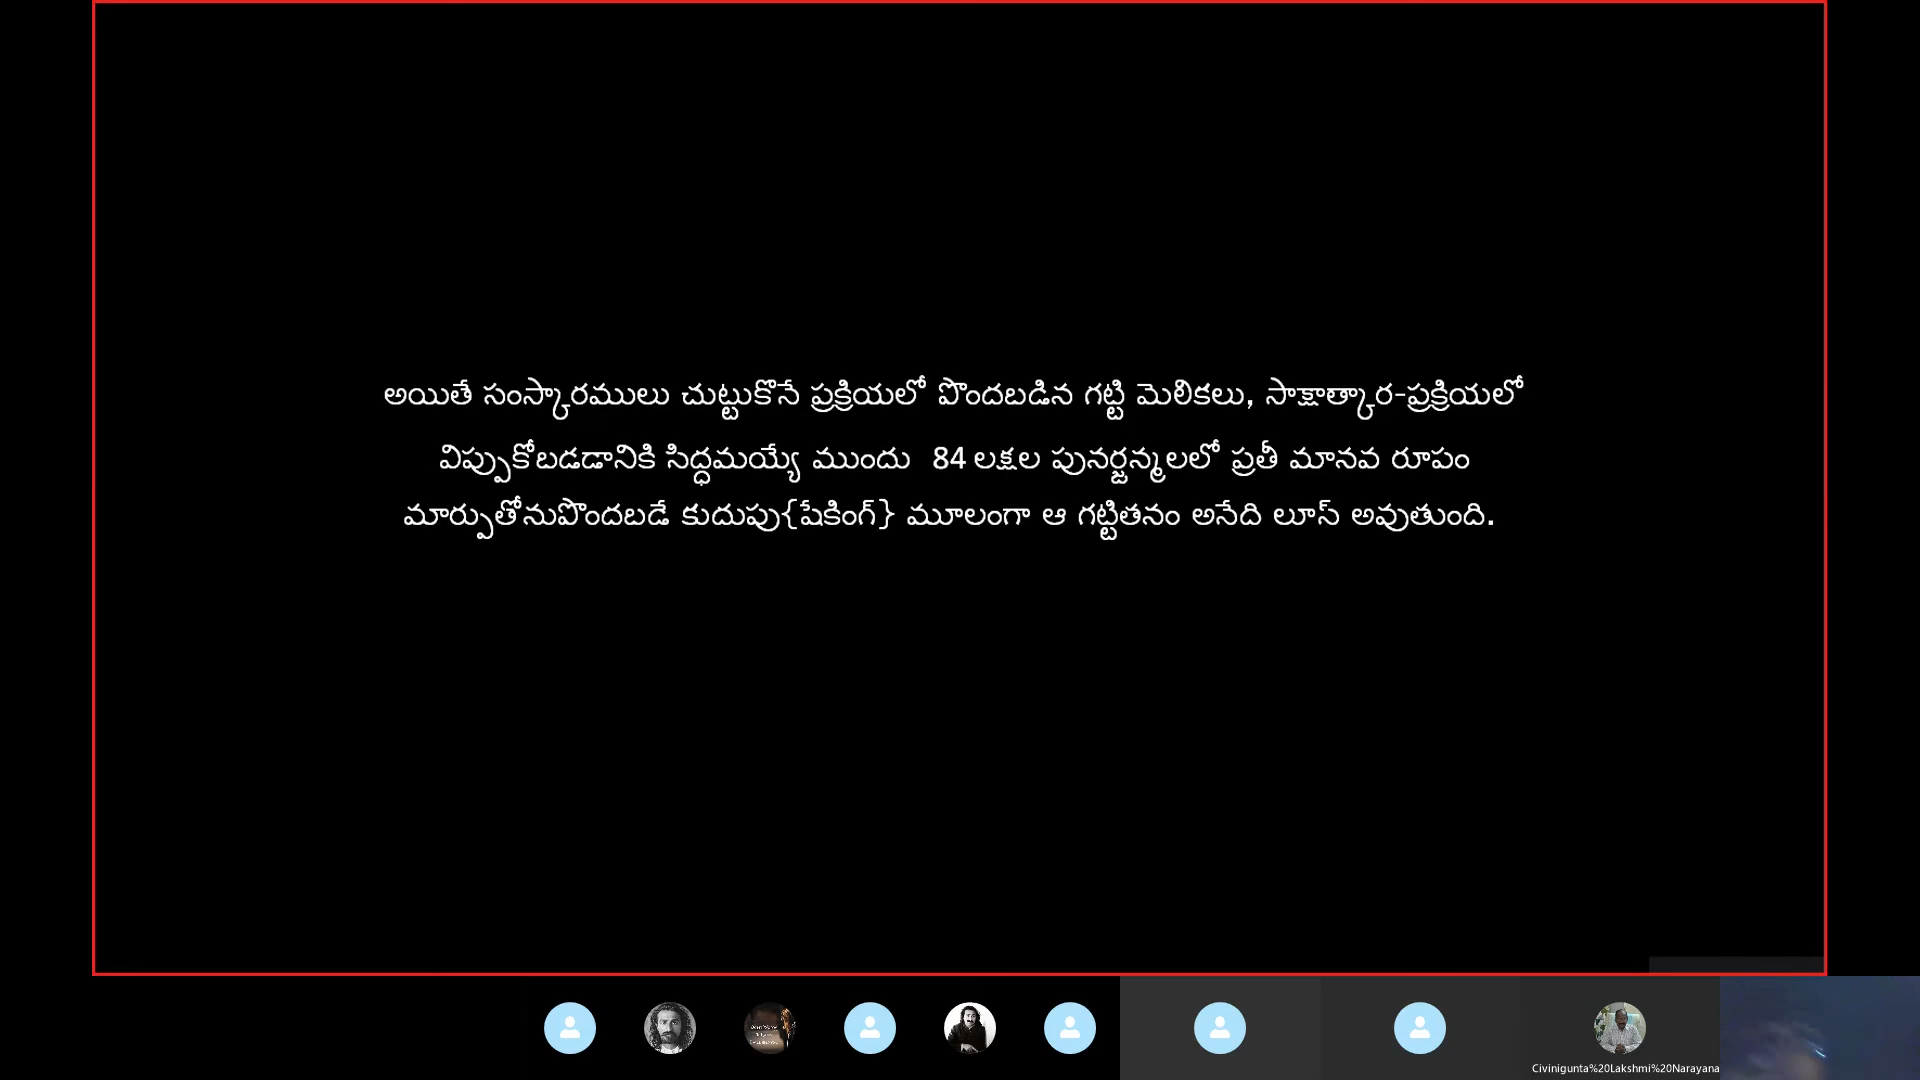 అయితే సంస్కారములు చుట్టుకొనే ప్రక్రియలో పొందబడిన గట్టి మెలికలు, సాక్షాత్కార-ప్రక్రియలో
విప్పుకోబడడానికి సిద్ధమయ్యే ముందు 84 లక్షల పునర్జన్మలలో ప్రతీ మానవ రూపం
మార్పుతోనుపొందబడే కుదుపు{షేకింగ్} మూలంగా ఆ గట్టితనం అనేది లూస్ అవుతుంది.
Civinigunta%20Lakshmi%20Narayana